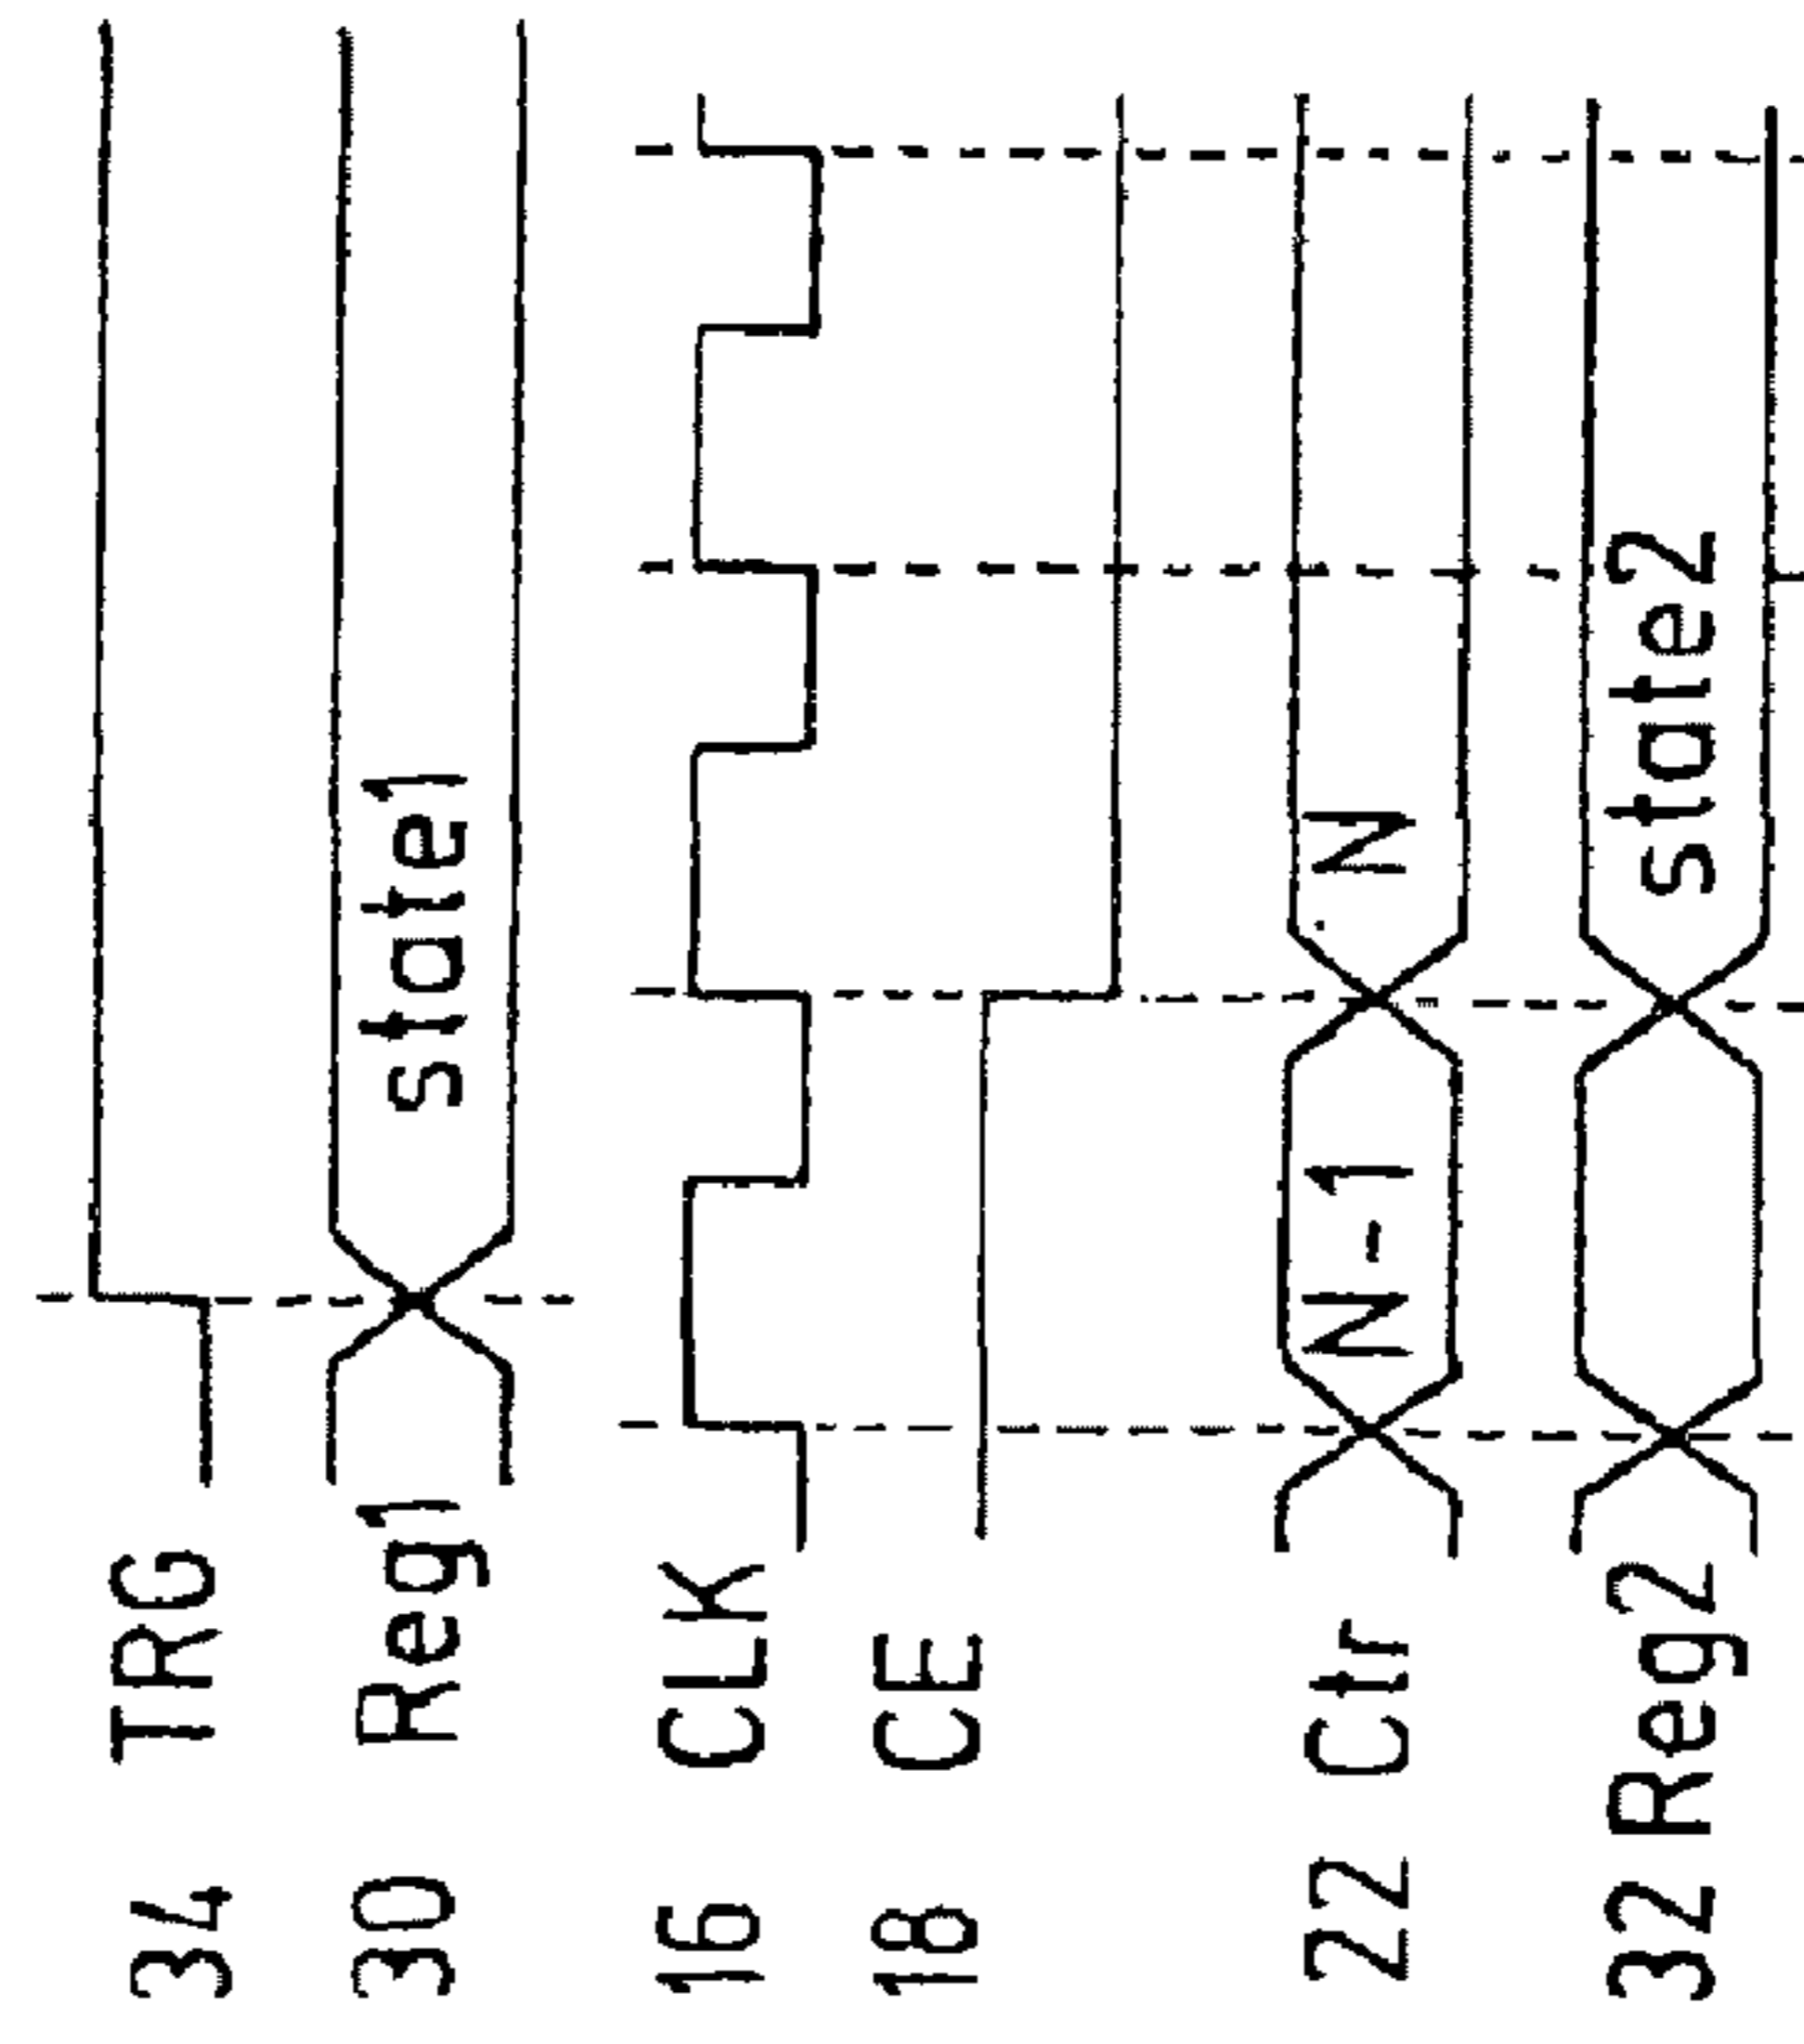 34 TRG
30 Reg1 state1
16 CLK
18 CE
22 Ctr N-1 N
32 Reg2 state2